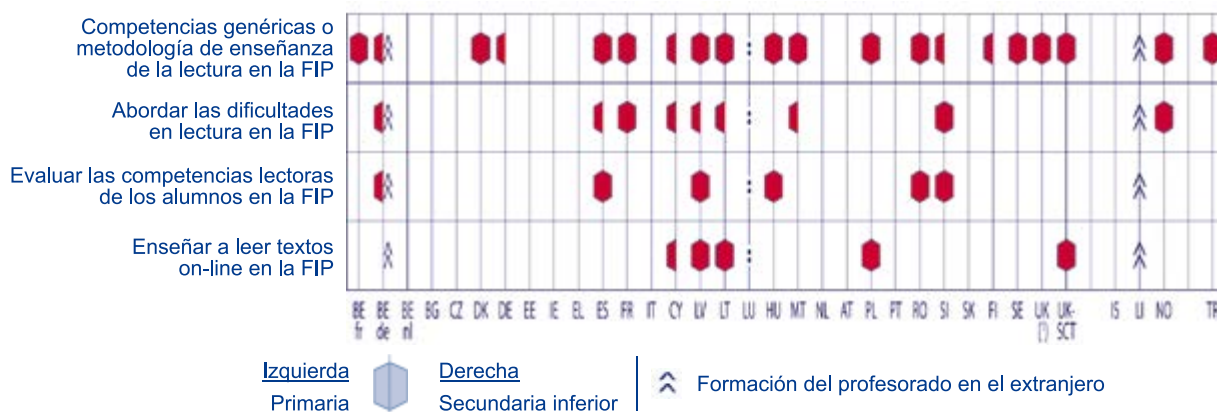 Competencias genéricas o
metodología de enseñanza
de la lectura en la FIP
Abordar las dificultades
en lectura en la FIP
Evaluar las competencias lectoras
de los alumnos en la FIP
Enseñar a leer textos
on-line en la FIP
BE BE BE BG CZ DK DE EE IE EL ES FR IT CY LV LT LU HU MT NL AT PL PT RO SI SK FI SE UK UK- IS LI NO TR
fr de nl (¹) SCT
Izquierda Derecha
Primaria Secundaria inferior
Formación del profesorado en el extranjero